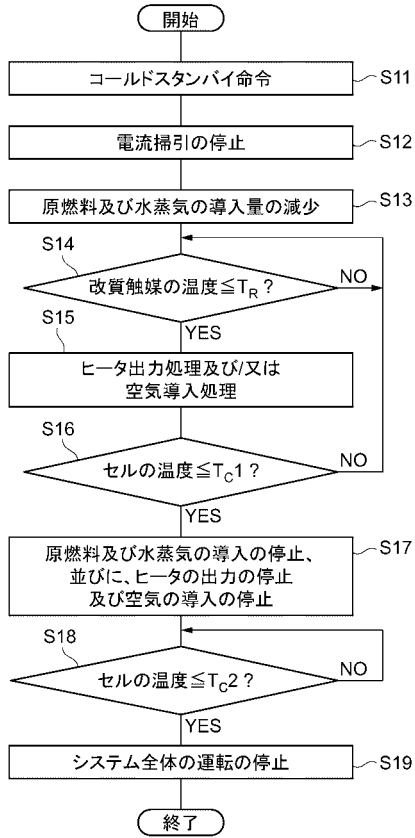 開始
コールドスタンバイ命令
S11
電流掃引の停止
S12
原燃料及び水蒸気の導入量の減少
S13
S14
改質触媒の温度≦TR？
NO
YES
S15
ヒータ出力処理及び/又は
空気導入処理
S16
セルの温度≦TC1？
NO
YES
原燃料及び水蒸気の導入の停止、
並びに、ヒータの出力の停止
及び空気の導入の停止
S17
S18
セルの温度≦TC2？
NO
YES
システム全体の運転の停止
S19
終了